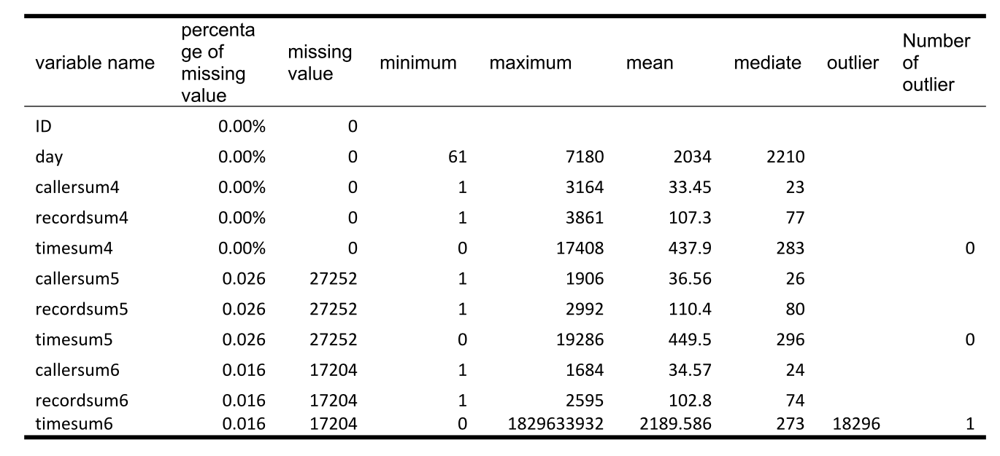 variable name percenta ge of missing value missing value minimum maximum mean mediate outlier Number of outlier
ID 0.00% 0
day 0.00% 0 61 7180 2034 2210
callersum4 0.00% 0 1 3164 33.45 23
recordsum4 0.00% 0 1 3861 107.3 77
timesum4 0.00% 0 0 17408 437.9 283 0
callersum5 0.026 27252 1 1906 36.56 26
recordsum5 0.026 27252 1 2992 110.4 80
timesum5 0.026 27252 0 19286 449.5 296 0
callersum6 0.016 17204 1 1684 34.57 24
recordsum6 0.016 17204 1 2595 102.8 74
timesum6 0.016 17204 0 1829633932 2189.586 273 18296 1